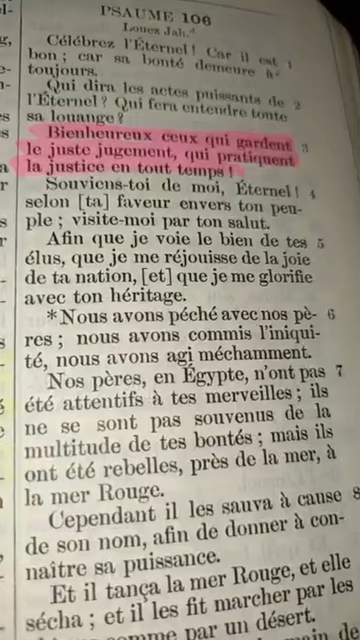 PSAUME 106
Louez Jah.
Célébrez l'Éternel ! Car il est 1
bon ; car sa bonté demeure à
toujours.
Qui dira les actes puissants de 2
l'Éternel ? Qui fera entendre toute
sa louange ?
Bienheureux ceux qui gardent 3
le juste jugement, qui pratiquent
la justice en tout temps !
Souviens-toi de moi, Éternel ! 4
selon [ta] faveur envers ton peu-
ple ; visite-moi par ton salut.
Afin que je voie le bien de tes 5
élus, que je me réjouisse de la joie
de ta nation, [et] que je me glorifie
avec ton héritage.
*Nous avons péché avec nos pè- 6
res ; nous avons commis l'iniqui-
té, nous avons agi méchamment.
Nos pères, en Égypte, n'ont pas 7
été attentifs à tes merveilles ; ils
ne se sont pas souvenus de la
multitude de tes bontés ; mais ils
ont été rebelles, près de la mer, à
la mer Rouge.
Cependant il les sauva à cause 8
de son nom, afin de donner à con-
naître sa puissance.
Et il tança la mer Rouge, et elle
sécha ; et il les fit marcher par les
comme par un désert.